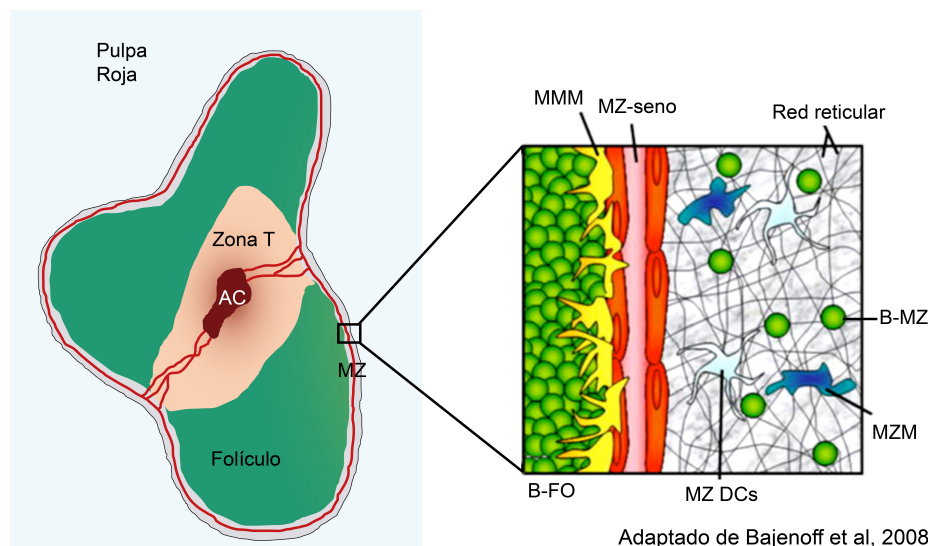 Pulpa
Roja
Zona T
AC
MZ
Folículo
MMM
MZ-seno
Red reticular
B-MZ
MZM
B-FO
MZ DCs
Adaptado de Bajenoff et al, 2008